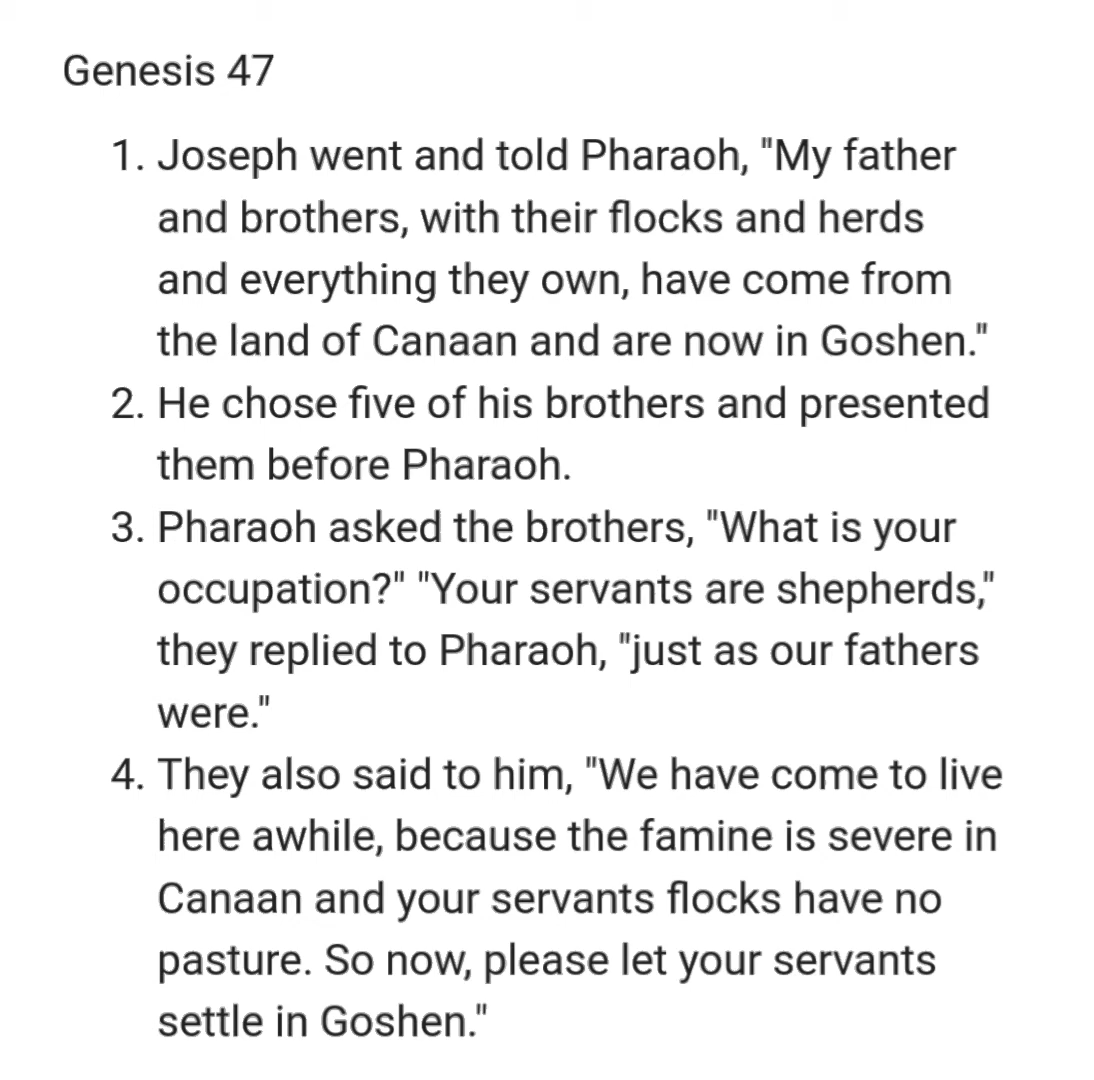 Genesis 47
1. Joseph went and told Pharaoh, "My father
and brothers, with their flocks and herds
and everything they own, have come from
the land of Canaan and are now in Goshen."
2. He chose five of his brothers and presented
them before Pharaoh.
3. Pharaoh asked the brothers, "What is your
occupation?" "Your servants are shepherds,"
they replied to Pharaoh, "just as our fathers
were."
4. They also said to him, "We have come to live
here awhile, because the famine is severe in
Canaan and your servants flocks have no
pasture. So now, please let your servants
settle in Goshen."